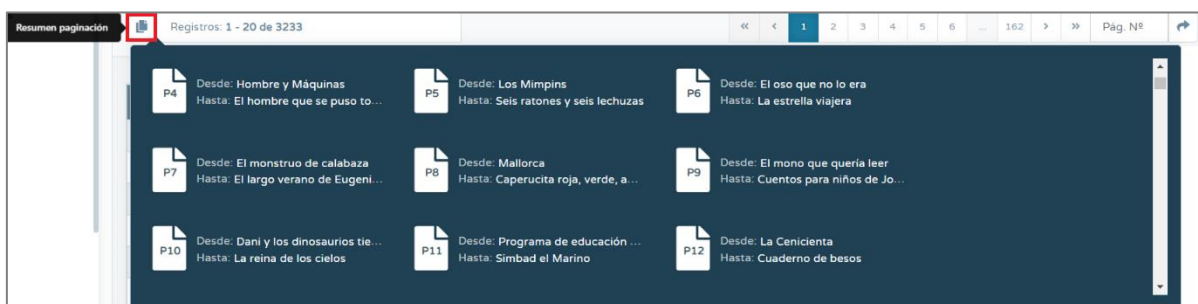 Resumen paginación
Registros: 1 - 20 de 3233
« < 1 2 3 4 5 6 ... 162 > » Pág. Nº
P4
Desde: Hombre y Máquinas
Hasta: El hombre que se puso to...
P5
Desde: Los Mimpins
Hasta: Seis ratones y seis lechuzas
P6
Desde: El oso que no lo era
Hasta: La estrella viajera
P7
Desde: El monstruo de calabaza
Hasta: El largo verano de Eugeni...
P8
Desde: Mallorca
Hasta: Caperucita roja, verde, a...
P9
Desde: El mono que quería leer
Hasta: Cuentos para niños de Jo...
P10
Desde: Dani y los dinosaurios tie...
Hasta: La reina de los cielos
P11
Desde: Programa de educación ...
Hasta: Simbad el Marino
P12
Desde: La Cenicienta
Hasta: Cuaderno de besos